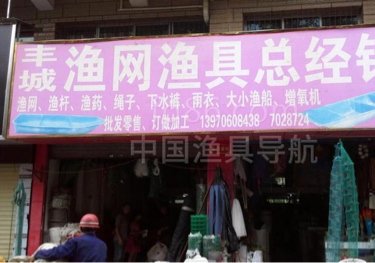 丰城 渔网渔具总经销
渔网、渔杆、渔药、绳子、下水裤、雨衣、大小渔船、增氧机
批发零售、订做加工 13970608438 7028724
中国渔具导航